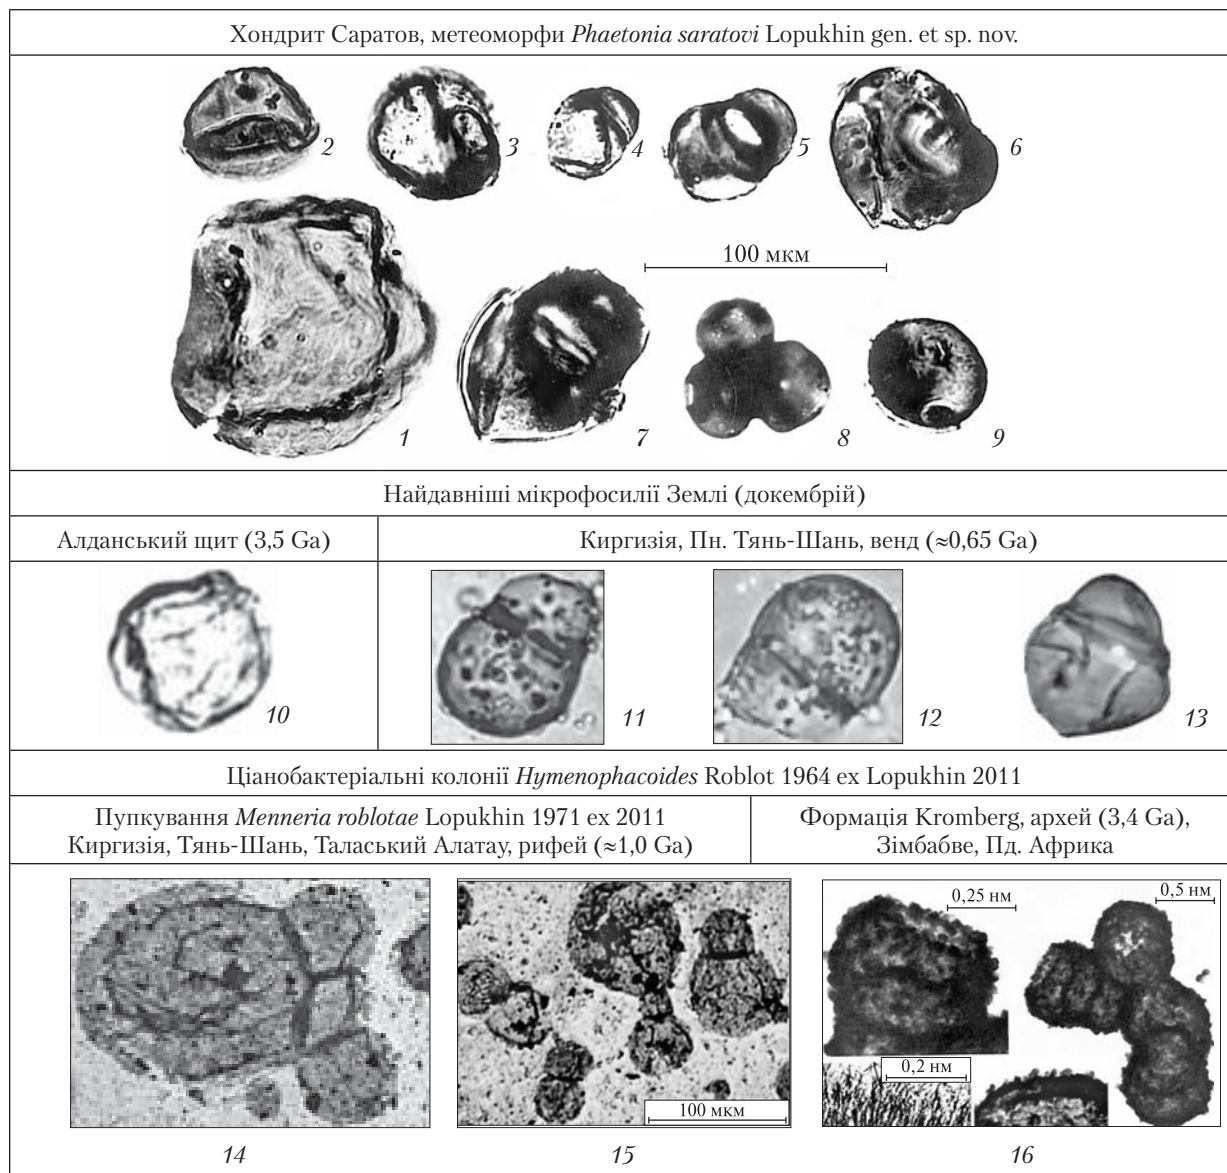 Хондрит Саратов, метеоморфи Phaetonia saratovi Lopukhin gen. et sp. nov.
2
3
4
5
6
100 мкм
1
7
8
9
Найдавніші мікрофосилії Землі (докембрій)
Алданський щит (3,5 Ga)
Киргизія, Пн. Тянь-Шань, венд (≈0,65 Ga)
10
11
12
13
Ціанобактеріальні колонії Hymenophacoides Roblot 1964 ex Lopukhin 2011
Пупкування Menneria roblotae Lopukhin 1971 ex 2011
Киргизія, Тянь-Шань, Таласький Алатау, рифей (≈1,0 Ga)
Формація Kromberg, архей (3,4 Ga),
Зімбабве, Пд. Африка
0,25 нм
0,5 нм
0,2 нм
100 мкм
14
15
16